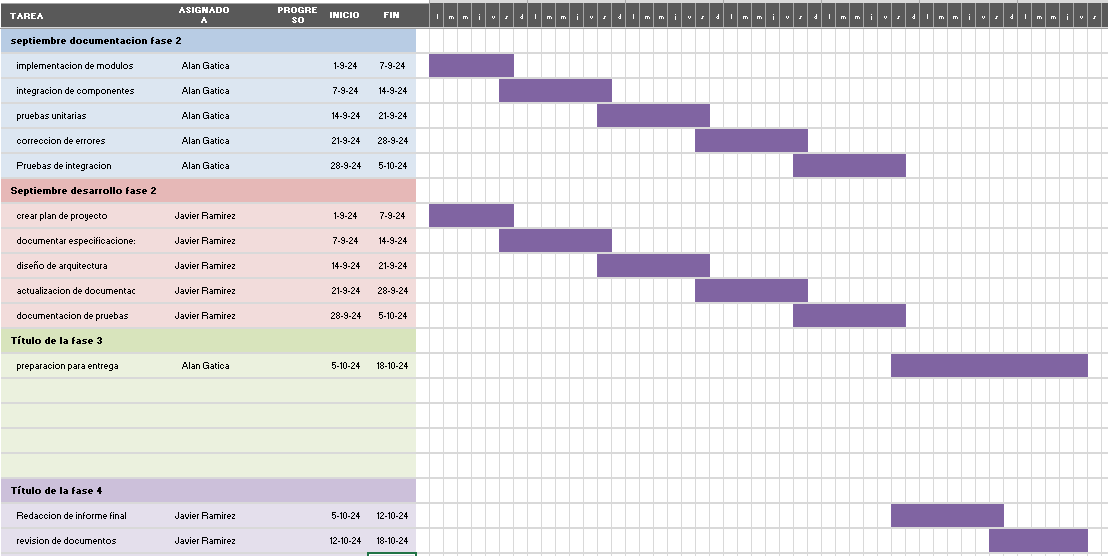 TAREA ASIGNADO A PROGRESO INICIO FIN l m m j v s d l m m j v s d l m m j v s d l m m j v s d l m m j v s d l m m j v s d l m m j v s
septiembre documentacion fase 2
implementacion de modulos Alan Gatica 1-9-24 7-9-24
integracion de componentes Alan Gatica 7-9-24 14-9-24
pruebas unitarias Alan Gatica 14-9-24 21-9-24
correccion de errores Alan Gatica 21-9-24 28-9-24
Pruebas de integracion Alan Gatica 28-9-24 5-10-24
Septiembre desarrollo fase 2
crear plan de proyecto Javier Ramirez 1-9-24 7-9-24
documentar especificacione: Javier Ramirez 7-9-24 14-9-24
diseño de arquitectura Javier Ramirez 14-9-24 21-9-24
actualizacion de documentac Javier Ramirez 21-9-24 28-9-24
documentacion de pruebas Javier Ramirez 28-9-24 5-10-24
Título de la fase 3
preparacion para entrega Alan Gatica 5-10-24 18-10-24
Título de la fase 4
Redaccion de informe final Javier Ramirez 5-10-24 12-10-24
revision de documentos Javier Ramirez 12-10-24 18-10-24